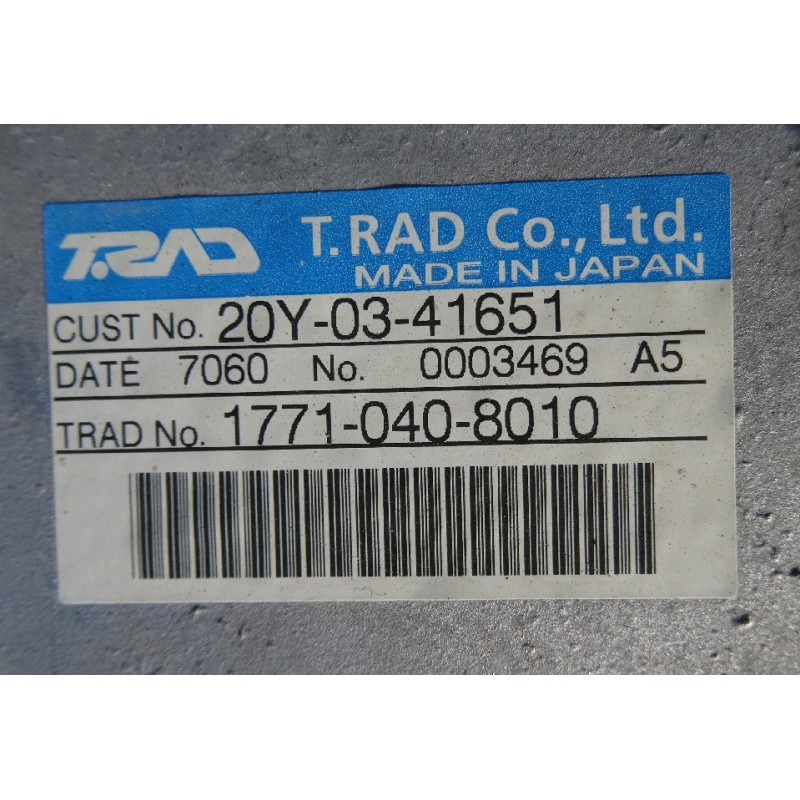 T.RAD T.RAD Co., Ltd.
MADE IN JAPAN
CUST No. 20Y-03-41651
DATE 7060 No. 0003469 A5
TRAD No. 1771-040-8010